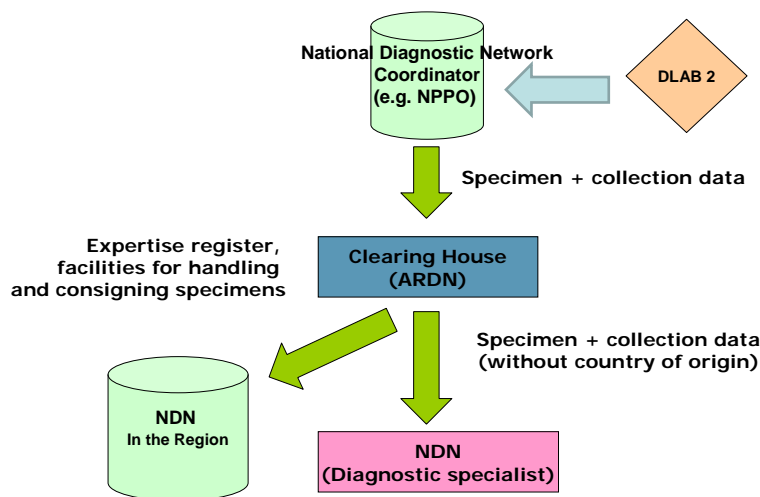 National Diagnostic Network
Coordinator
(e.g. NPPO)
DLAB 2
Specimen + collection data
Expertise register,
facilities for handling
and consigning specimens
Clearing House
(ARDN)
Specimen + collection data
(without country of origin)
NDN
In the Region
NDN
(Diagnostic specialist)